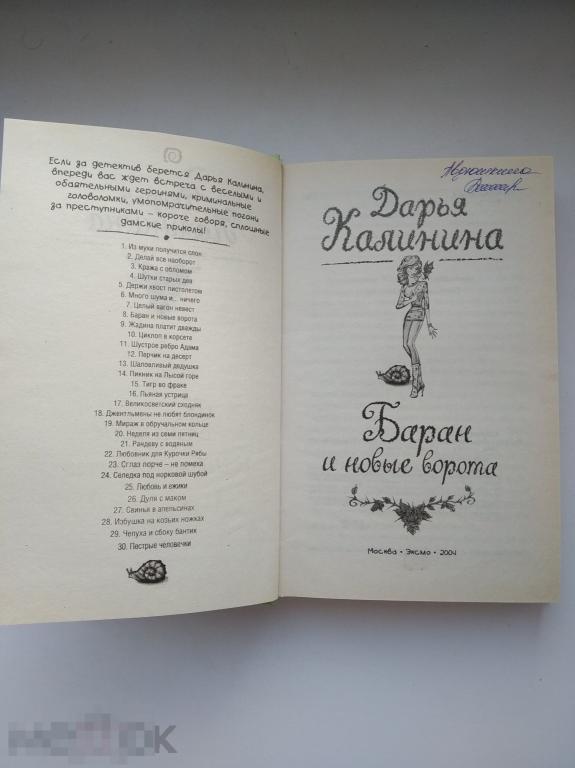 Если за детектив берется Дарья Калинина,
впереди вас ждет встреча с веселыми и
обаятельными героинями, криминальные
головоломки, умопомрачительные погони
за преступниками – короче говоря, сплошные
дамские приколы!
1. Из мухи получится слон
2. Делай все наоборот
3. Кража с обломом
4. Шутки старых дев
5. Держи хвост пистолетом
6. Много шума и... ничего
7. Целый вагон невест
8. Баран и новые ворота
9. Жадина платит дважды
10. Циклоп в корсете
11. Шустрое ребро Адама
12. Перчик на десерт
13. Шаловливый дедушка
14. Пикник на Лысой горе
15. Тигр во фраке
16. Пьяная устрица
17. Великосветский сходняк
18. Джентльмены не любят блондинок
19. Мираж в обручальном кольце
20. Неделя из семи пятниц
21. Рандеву с водяным
22. Любовник для Курочки Рябы
23. Сглаз порче – не помеха
24. Селедка под норковой шубой
25. Любовь и ежики
26. Дуля с маком
27. Свинья в апельсинах
28. Избушка на козьих ножках
29. Чепуха и сбоку бантик
30. Пестрые человечки
Дарья
Калинина
Баран
и новые ворота
Москва • Эксмо • 2004
мешок